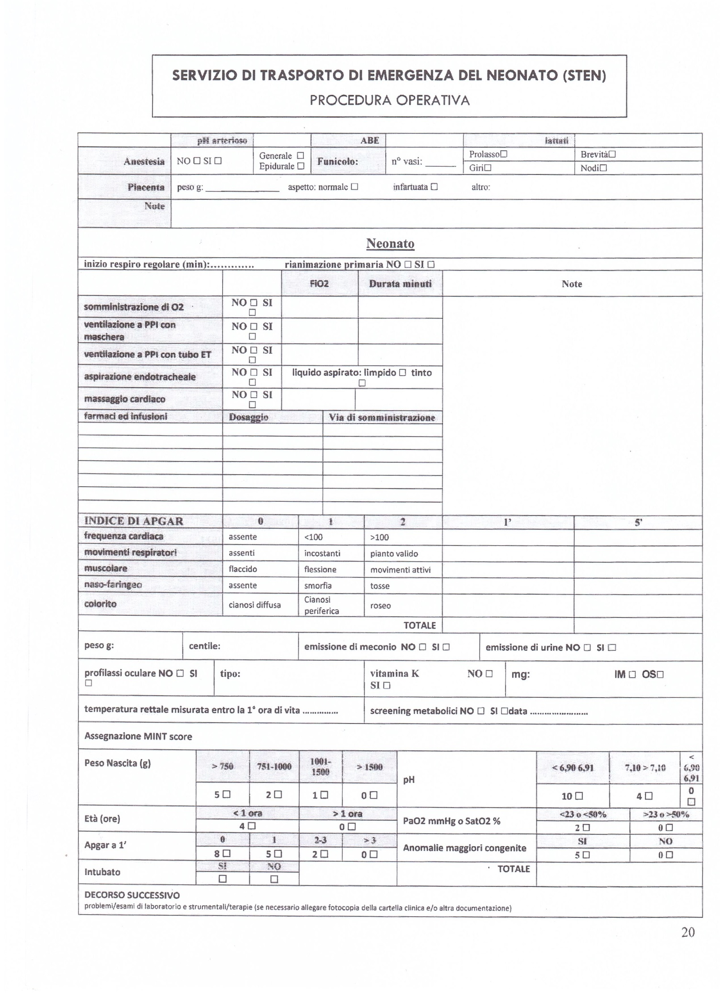 SERVIZIO DI TRASPORTO DI EMERGENZA DEL NEONATO (STEN)
PROCEDURA OPERATIVA
pH arterioso ABE lattati
Anestesia NO ☐ SI ☐ Generale ☐ Epidurale ☐ Funicolo: n° vasi: ______ Prolasso☐ Brevità☐
Giri☐ Nodi☐
Placenta peso g: ______________ aspetto: normale ☐ infartuata ☐ altro:
Note
Neonato
inizio respiro regolare (min):............. rianimazione primaria NO ☐ SI ☐
FiO2 Durata minuti Note
somministrazione di O2 NO ☐ SI ☐
ventilazione a PPI con maschera NO ☐ SI ☐
ventilazione a PPI con tubo ET NO ☐ SI ☐
aspirazione endotracheale NO ☐ SI ☐ liquido aspirato: limpido ☐ tinto ☐
massaggio cardiaco NO ☐ SI ☐
farmaci ed infusioni Dosaggio Via di somministrazione
INDICE DI APGAR 0 1 2 1' 5'
frequenza cardiaca assente <100 >100
movimenti respiratori assenti incostanti pianto valido
muscolare flaccido flessione movimenti attivi
naso-faringeo assente smorfia tosse
colorito cianosi diffusa Cianosi periferica roseo
TOTALE
peso g: centile: emissione di meconio NO ☐ SI ☐ emissione di urine NO ☐ SI ☐
profilassi oculare NO ☐ SI ☐ tipo: vitamina K NO ☐ SI ☐ mg: IM ☐ OS☐
temperatura rettale misurata entro la 1° ora di vita ............... screening metabolici NO ☐ SI ☐data ........................
Assegnazione MINT score
Peso Nascita (g) > 750 751-1000 1001-1500 > 1500 pH < 6,90 6,91 7,10 > 7,10 < 6,90 6,91
5 ☐ 2 ☐ 1 ☐ 0 ☐ 10 ☐ 4 ☐ 0 ☐
Età (ore) < 1 ora > 1 ora PaO2 mmHg o SatO2 % <23 o <50% >23 o >50%
4 ☐ 0 ☐ 2 ☐ 0 ☐
Apgar a 1' 0 1 2-3 > 3 Anomalie maggiori congenite SI NO
8 ☐ 5 ☐ 2 ☐ 0 ☐ 5 ☐ 0 ☐
Intubato SI NO TOTALE
☐ ☐
DECORSO SUCCESSIVO
problemi/esami di laboratorio e strumentali/terapie (se necessario allegare fotocopia della cartella clinica e/o altra documentazione)
20